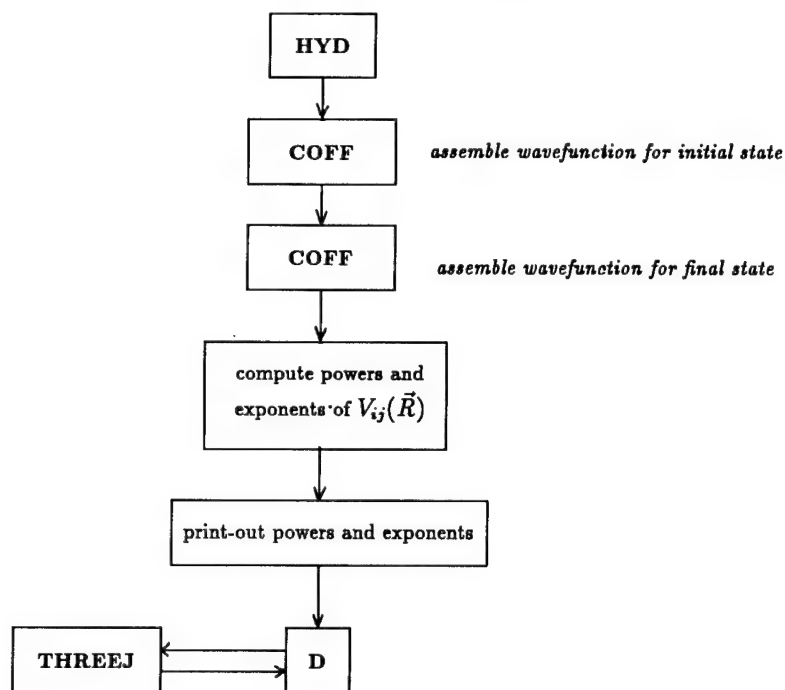 HYD
COFF
assemble wavefunction for initial state
COFF
assemble wavefunction for final state
compute powers and
exponents of $V_{ij}(\vec{R})$
print-out powers and exponents
THREEJ
D